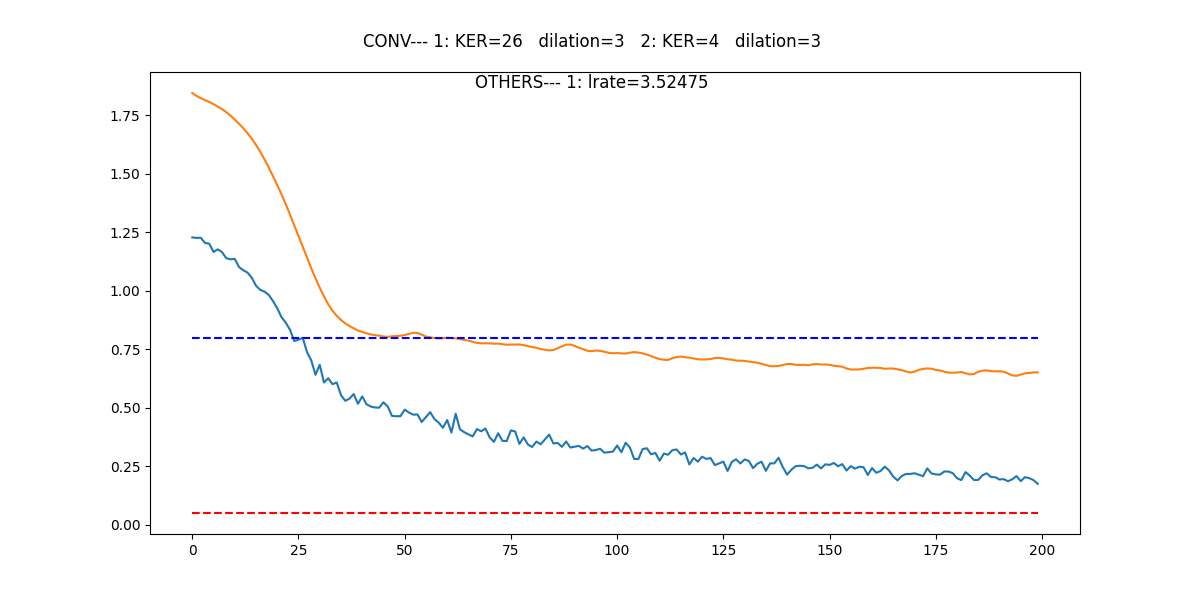 CONV--- 1: KER=26   dilation=3   2: KER=4   dilation=3
OTHERS--- 1: lrate=3.52475
1.75
1.50
1.25
1.00
0.75
0.50
0.25
0.00
0 25 50 75 100 125 150 175 200